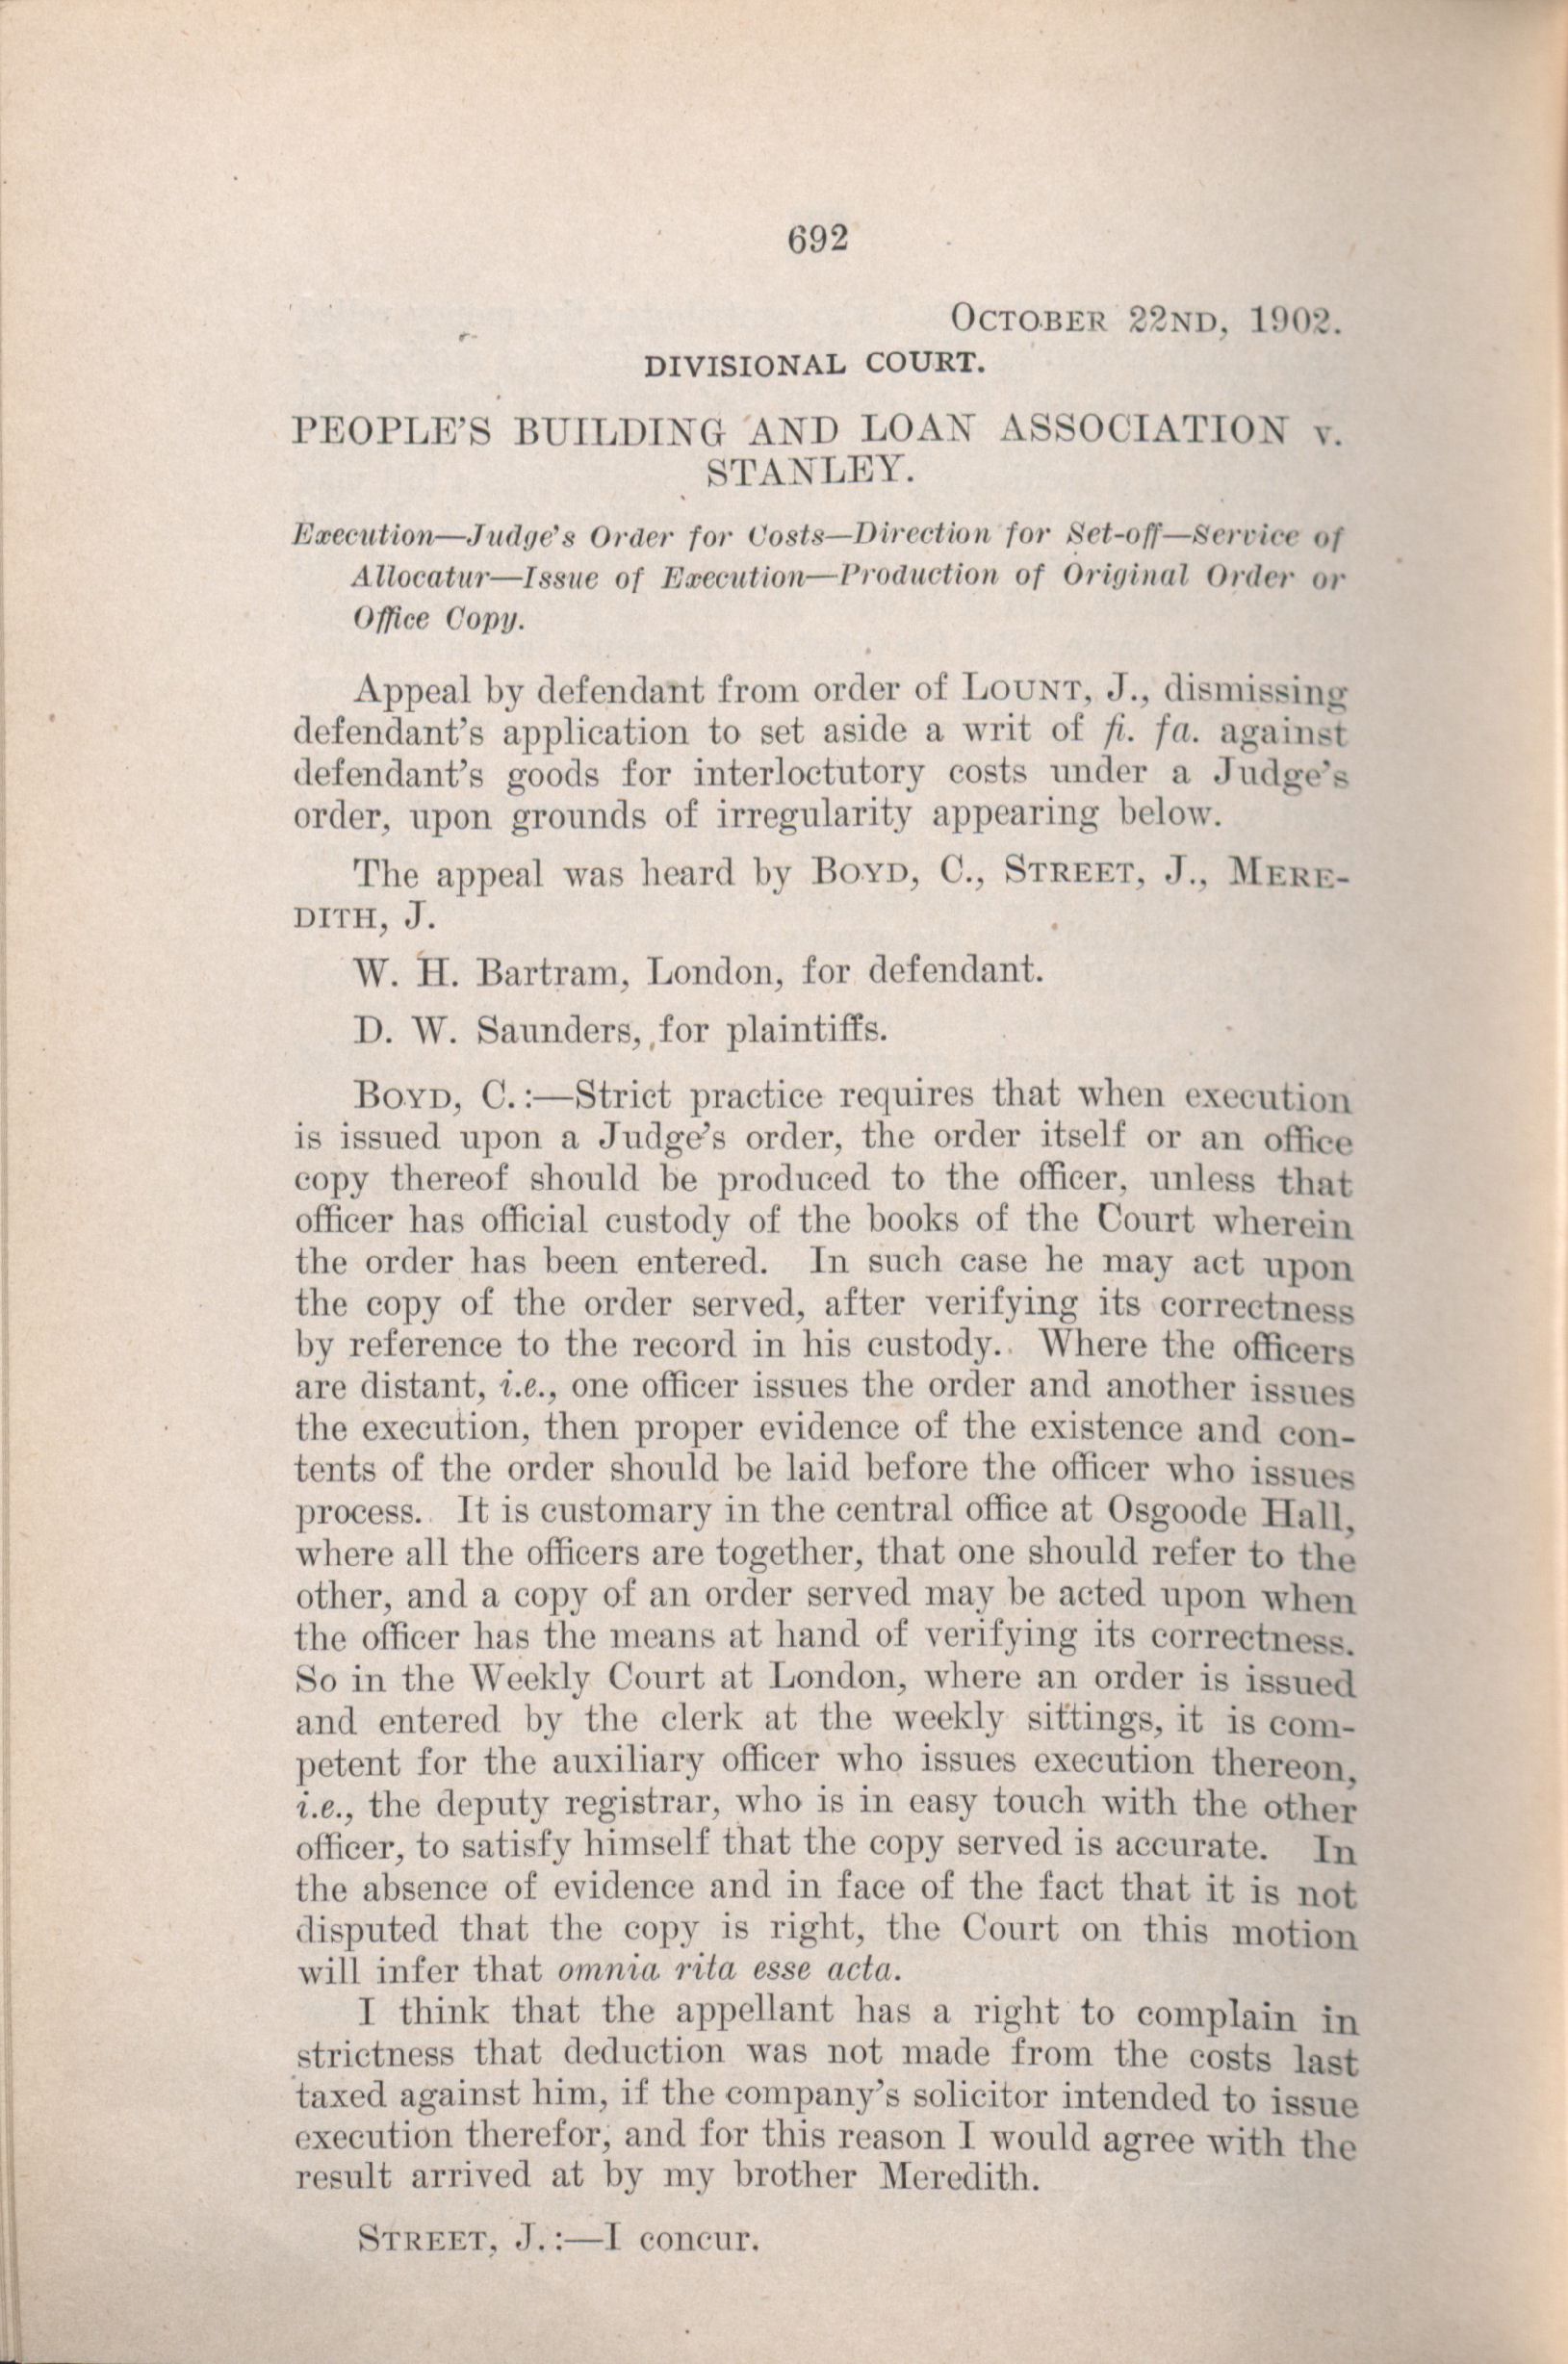 692
OCTOBER 22ND, 1902.
DIVISIONAL COURT.
PEOPLE'S BUILDING AND LOAN ASSOCIATION v.
STANLEY.
Execution—Judge's Order for Costs—Direction for Set-off—Service of
Allocatur—Issue of Execution—Production of Original Order or
Office Copy.
Appeal by defendant from order of LOUNT, J., dismissing
defendant's application to set aside a writ of fi. fa. against
defendant's goods for interloctutory costs under a Judge's
order, upon grounds of irregularity appearing below.
The appeal was heard by BOYD, C., STREET, J., MERE-
DITH, J.
W. H. Bartram, London, for defendant.
D. W. Saunders, for plaintiffs.
BOYD, C.:—Strict practice requires that when execution
is issued upon a Judge's order, the order itself or an office
copy thereof should be produced to the officer, unless that
officer has official custody of the books of the Court wherein
the order has been entered. In such case he may act upon
the copy of the order served, after verifying its correctness
by reference to the record in his custody. Where the officers
are distant, i.e., one officer issues the order and another issues
the execution, then proper evidence of the existence and con-
tents of the order should be laid before the officer who issues
process. It is customary in the central office at Osgoode Hall,
where all the officers are together, that one should refer to the
other, and a copy of an order served may be acted upon when
the officer has the means at hand of verifying its correctness.
So in the Weekly Court at London, where an order is issued
and entered by the clerk at the weekly sittings, it is com-
petent for the auxiliary officer who issues execution thereon,
i.e., the deputy registrar, who is in easy touch with the other
officer, to satisfy himself that the copy served is accurate. In
the absence of evidence and in face of the fact that it is not
disputed that the copy is right, the Court on this motion
will infer that omnia rita esse acta.
I think that the appellant has a right to complain in
strictness that deduction was not made from the costs last
taxed against him, if the company's solicitor intended to issue
execution therefor, and for this reason I would agree with the
result arrived at by my brother Meredith.
STREET, J.:—I concur.